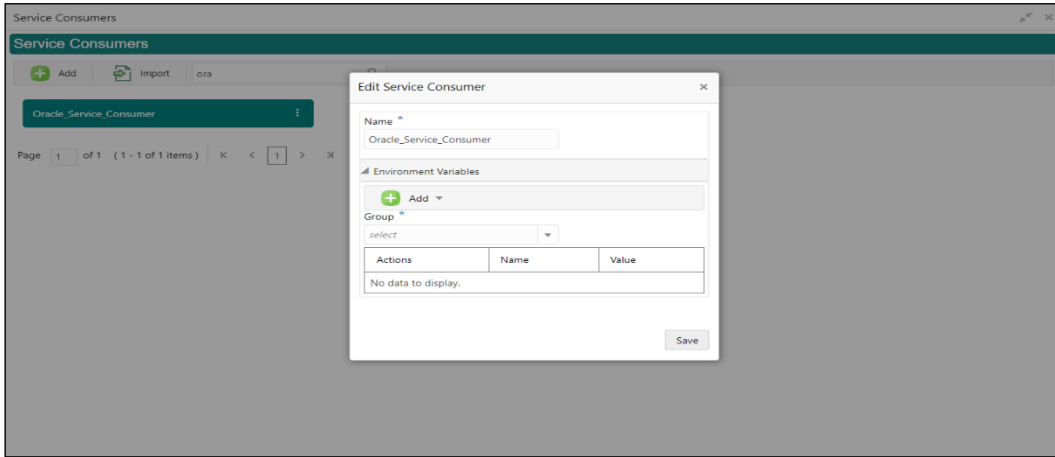 Service Consumers
Service Consumers
Add Import ora
Oracle_Service_Consumer
Page 1 of 1 (1 - 1 of 1 items) K < 1 > >|
Edit Service Consumer
Name *
Oracle_Service_Consumer
Environment Variables
Add
Group *
select
Actions Name Value
No data to display.
Save